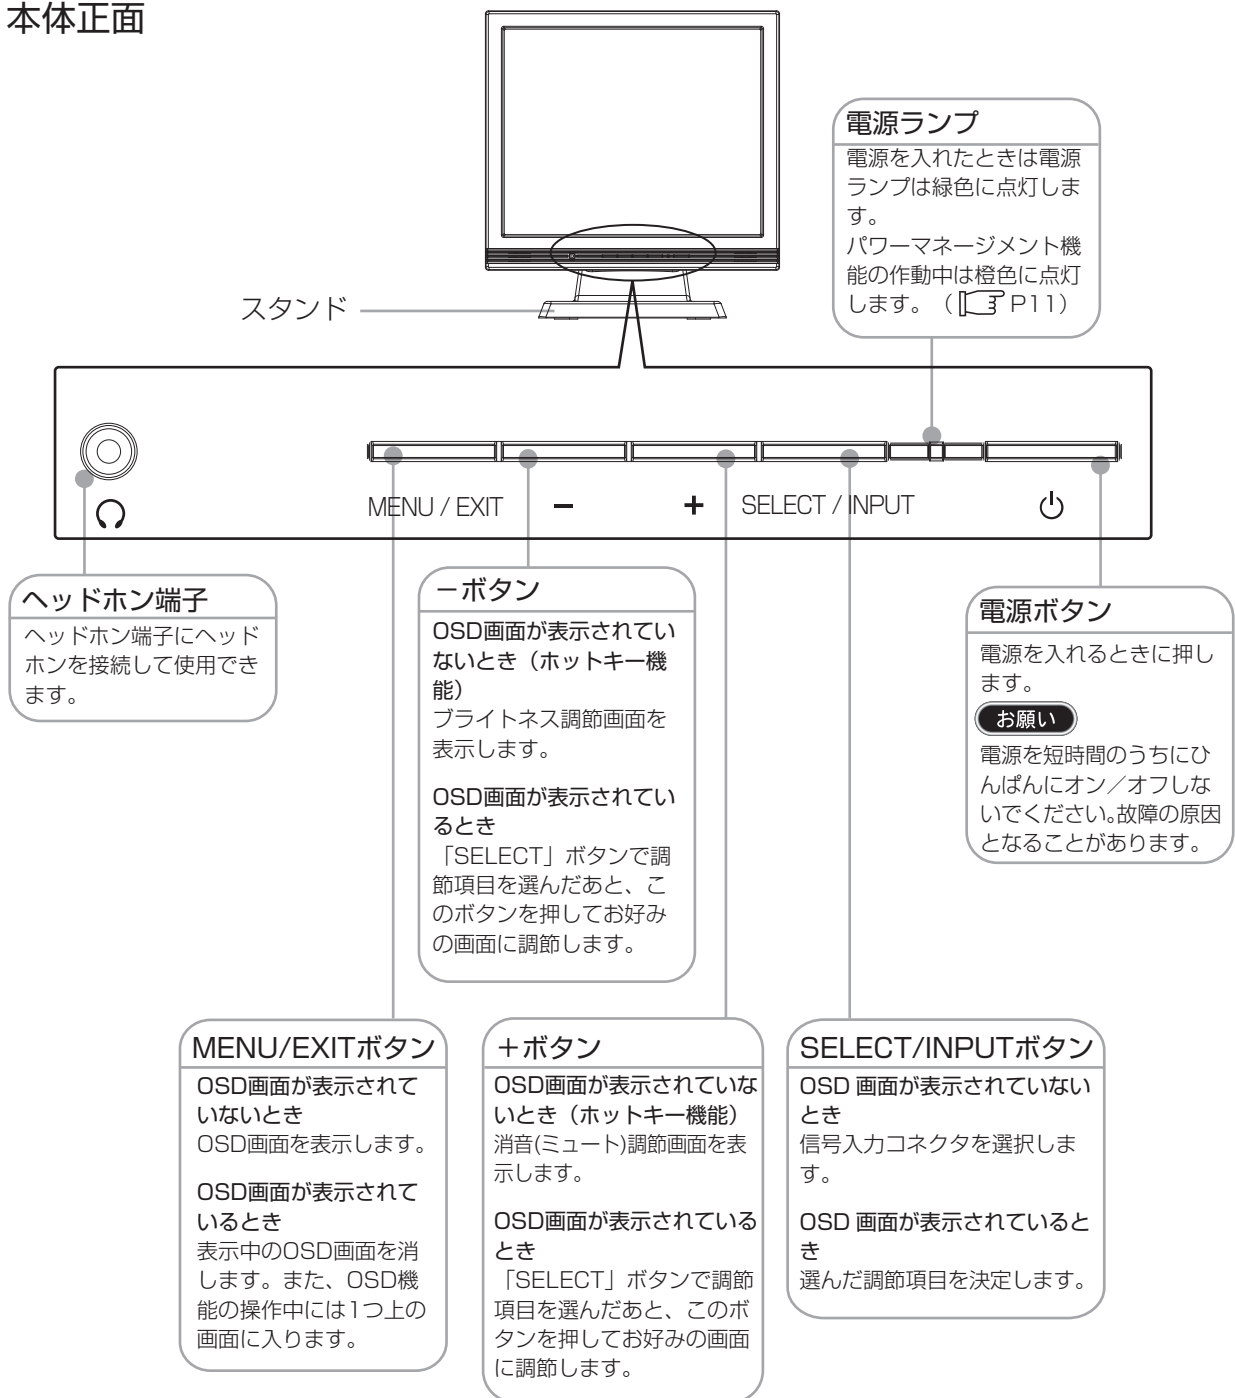 本体正面
電源ランプ
電源を入れたときは電源
ランプは緑色に点灯しま
す。
パワーマネージメント機
能の作動中は橙色に点灯
します。（ P11）
スタンド
MENU / EXIT
−
+
SELECT / INPUT
ヘッドホン端子
ヘッドホン端子にヘッド
ホンを接続して使用でき
ます。
−ボタン
OSD画面が表示されてい
ないとき（ホットキー機
能）
ブライトネス調節画面を
表示します。
OSD画面が表示されてい
るとき
「SELECT」ボタンで調
節項目を選んだあと、こ
のボタンを押してお好み
の画面に調節します。
電源ボタン
電源を入れるときに押し
ます。
お願い
電源を短時間のうちにひ
んぱんにオン／オフしな
いでください。故障の原因
となることがあります。
MENU/EXITボタン
OSD画面が表示されて
いないとき
OSD画面を表示します。
OSD画面が表示されて
いるとき
表示中のOSD画面を消
します。また、OSD機
能の操作中には1つ上の
画面に入ります。
＋ボタン
OSD画面が表示されていな
いとき（ホットキー機能）
消音(ミュート)調節画面を表
示します。
OSD画面が表示されている
とき
「SELECT」ボタンで調節
項目を選んだあと、このボ
タンを押してお好みの画面
に調節します。
SELECT/INPUTボタン
OSD 画面が表示されていない
とき
信号入力コネクタを選択しま
す。
OSD 画面が表示されていると
き
選んだ調節項目を決定します。